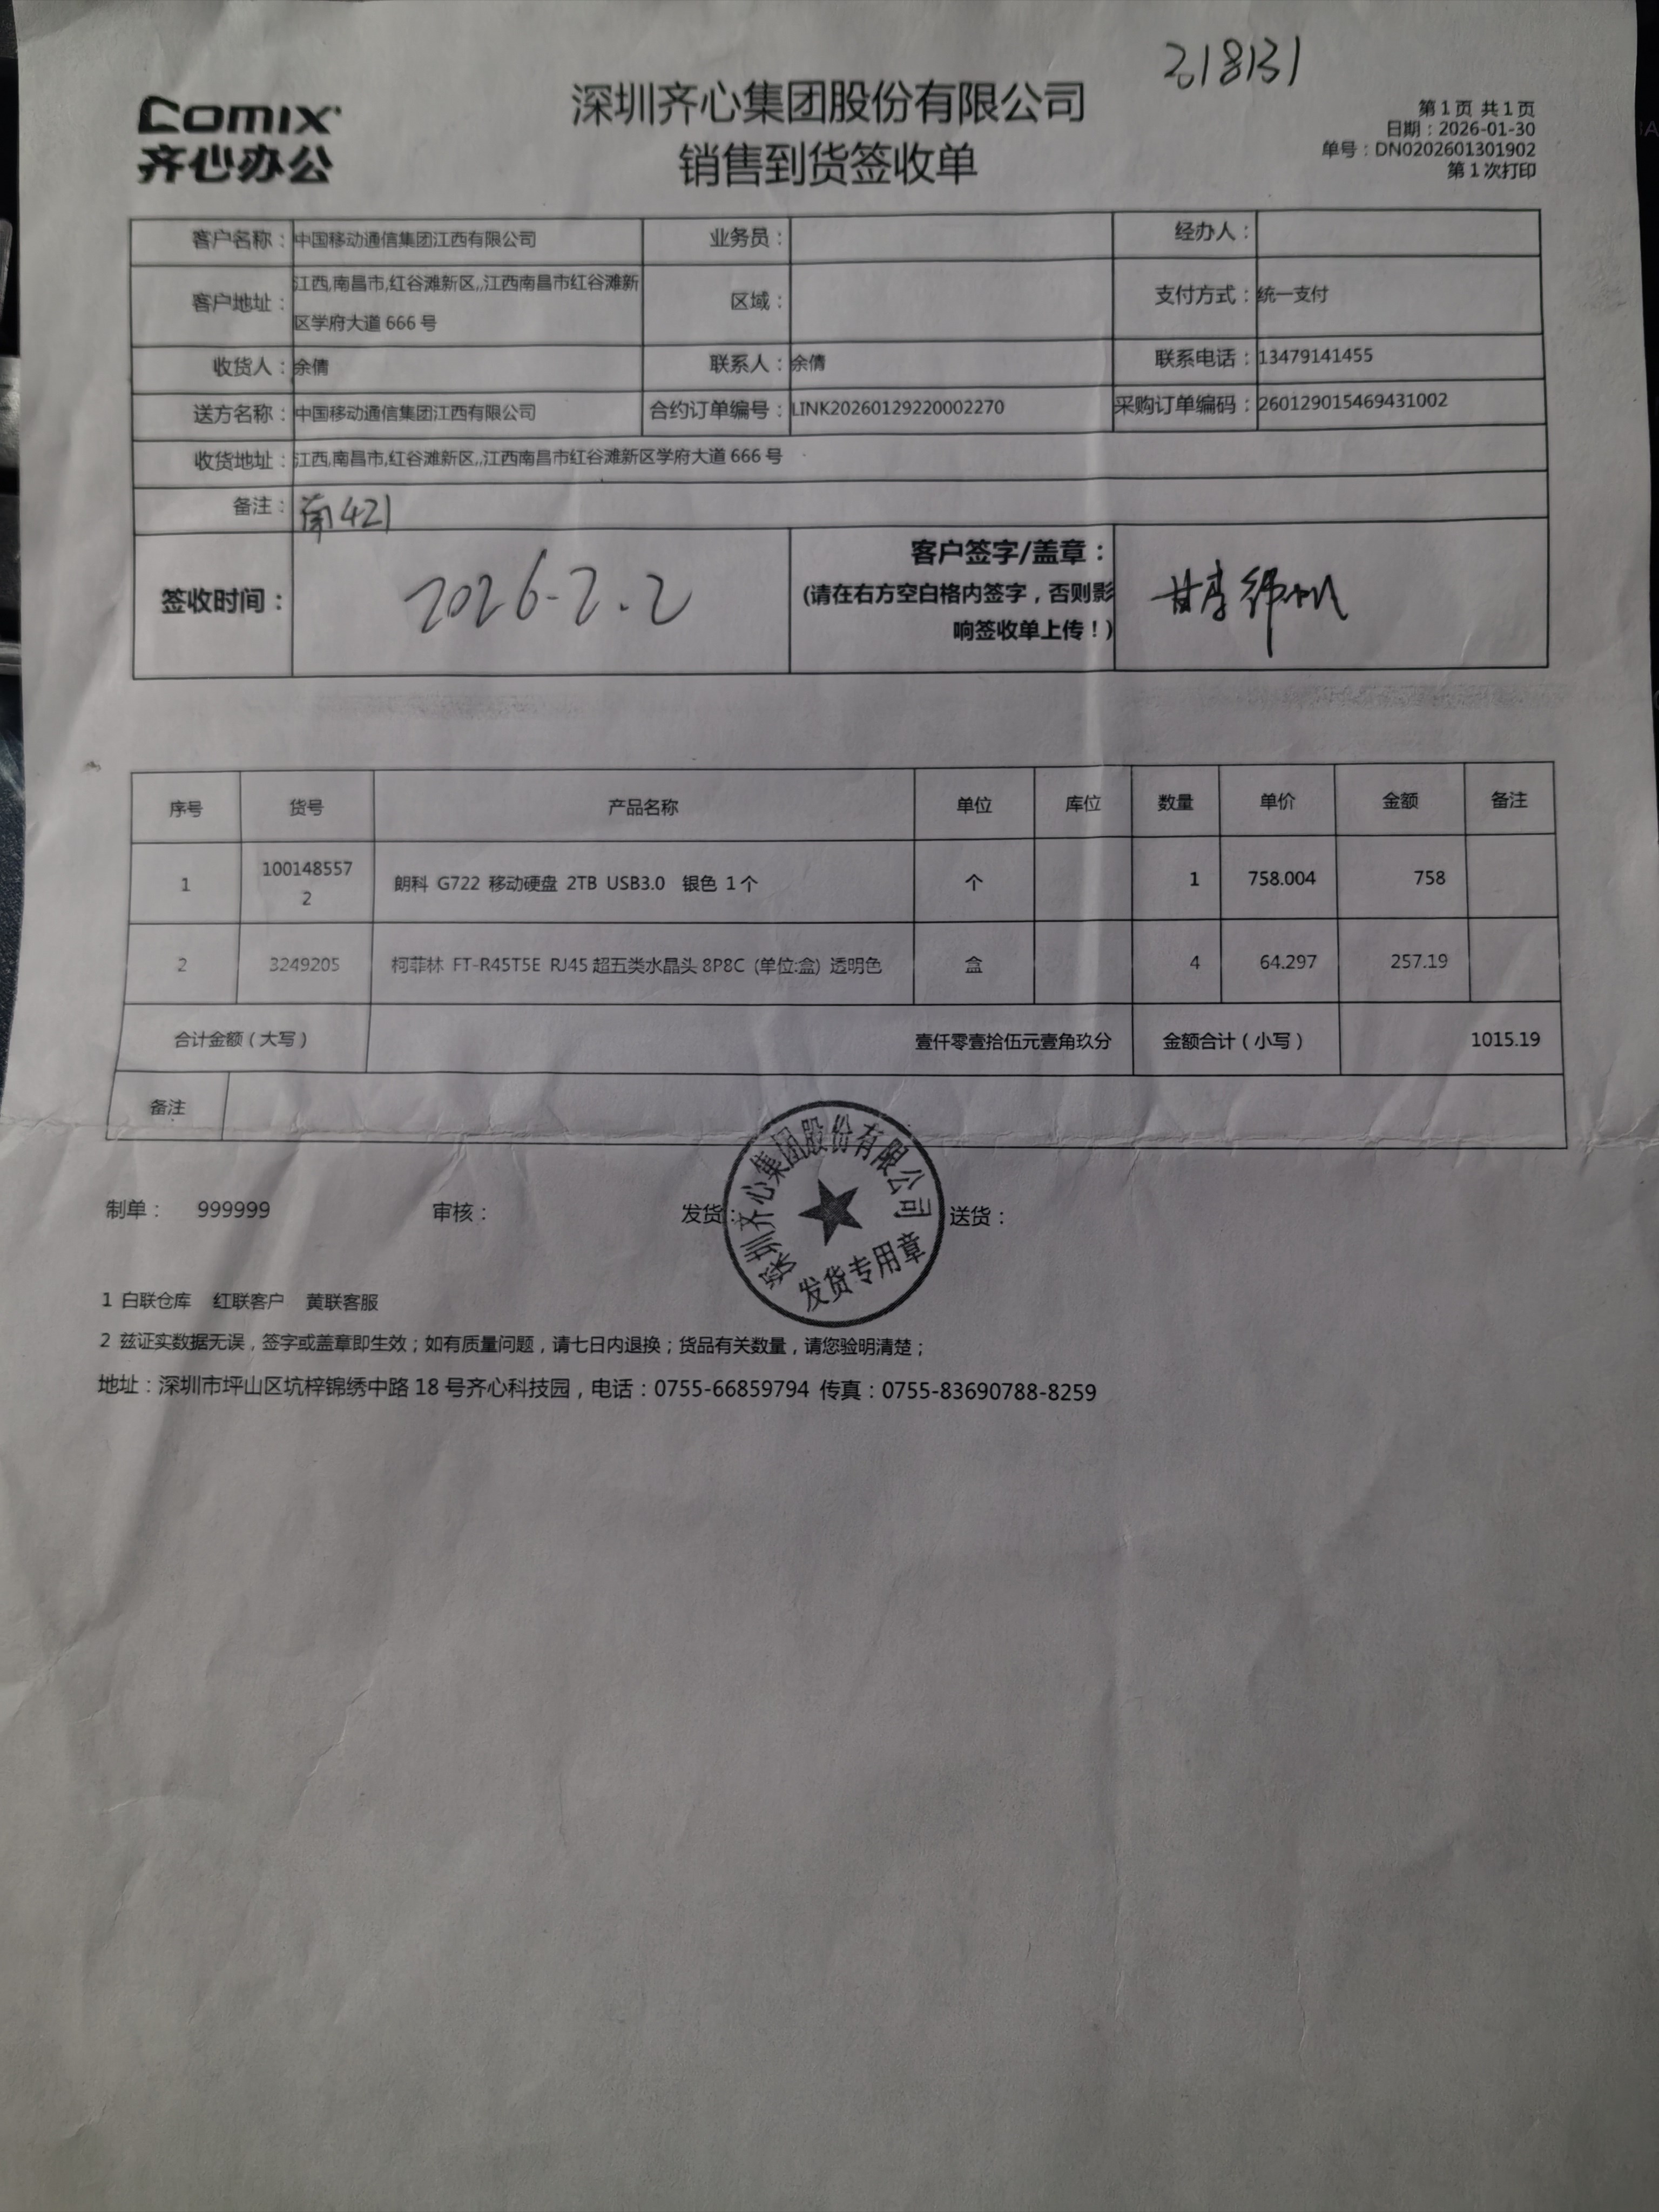 318131
Comix
齐心办公
深圳齐心集团股份有限公司
销售到货签收单
第1页 共1页
日期：2026-01-30
单号：DN0202601301902
第1次打印
客户名称：中国移动通信集团江西有限公司 业务员： 经办人：
客户地址：江西,南昌市,红谷滩新区,,江西南昌市红谷滩新区学府大道666号 区域： 支付方式：统一支付
收货人：余倩 联系人：余倩 联系电话：13479141455
送方名称：中国移动通信集团江西有限公司 合约订单编号：LINK20260129220002270 采购订单编码：260129015469431002
收货地址：江西,南昌市,红谷滩新区,,江西南昌市红谷滩新区学府大道666号
备注：南421
签收时间：2026-2.2 客户签字/盖章：
(请在右方空白格内签字，否则影响签收单上传！)
序号 货号 产品名称 单位 库位 数量 单价 金额 备注
1 1001485572 朗科 G722 移动硬盘 2TB USB3.0 银色 1个 个 1 758.004 758
2 3249205 柯菲林 FT-R45T5E RJ45超五类水晶头8P8C (单位:盒) 透明色 盒 4 64.297 257.19
合计金额（大写） 壹仟零壹拾伍元壹角玖分 金额合计（小写） 1015.19
备注
制单： 999999 审核： 发货： 送货：
深圳齐心集团股份有限公司
发货专用章
1 白联仓库 红联客户 黄联客服
2 兹证实数据无误，签字或盖章即生效；如有质量问题，请七日内退换；货品有关数量，请您验明清楚；
地址：深圳市坪山区坑梓锦绣中路18号齐心科技园，电话：0755-66859794 传真：0755-83690788-8259